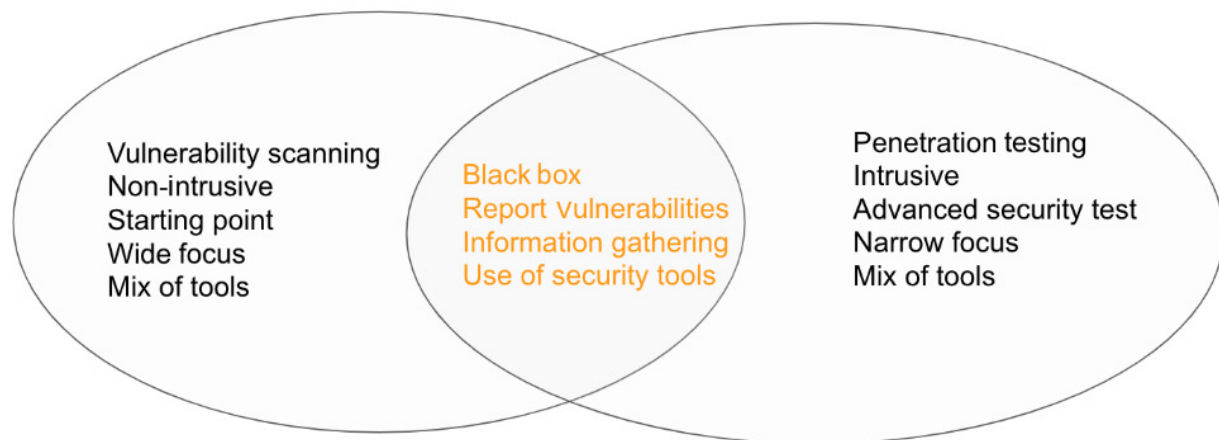 Vulnerability scanning
Non-intrusive
Starting point
Wide focus
Mix of tools
Black box
Report vulnerabilities
Information gathering
Use of security tools
Penetration testing
Intrusive
Advanced security test
Narrow focus
Mix of tools